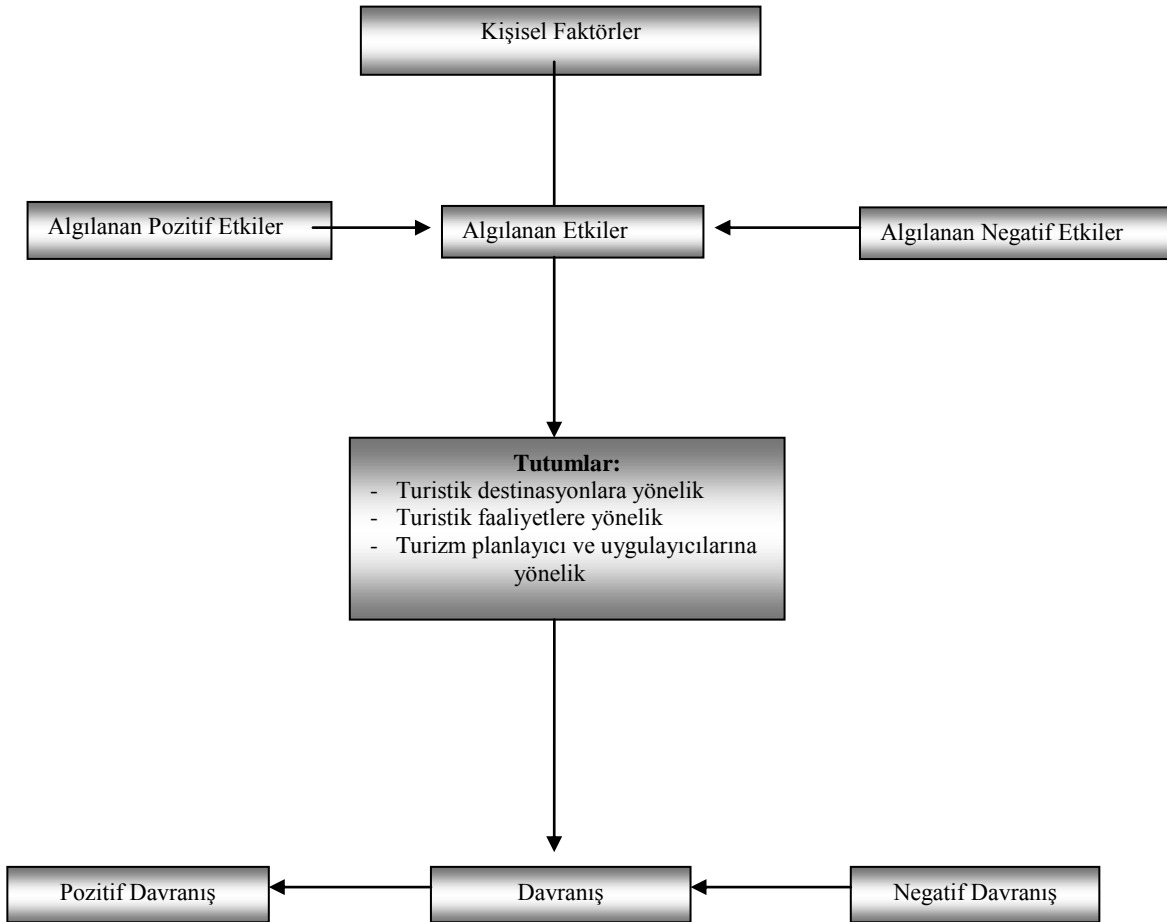 Kişisel Faktörler
Algılanan Pozitif Etkiler
Algılanan Etkiler
Algılanan Negatif Etkiler
Tutumlar:
- Turistik destinasyonlara yönelik
- Turistik faaliyetlere yönelik
- Turizm planlayıcı ve uygulayıcılarına
yönelik
Pozitif Davranış
Davranış
Negatif Davranış